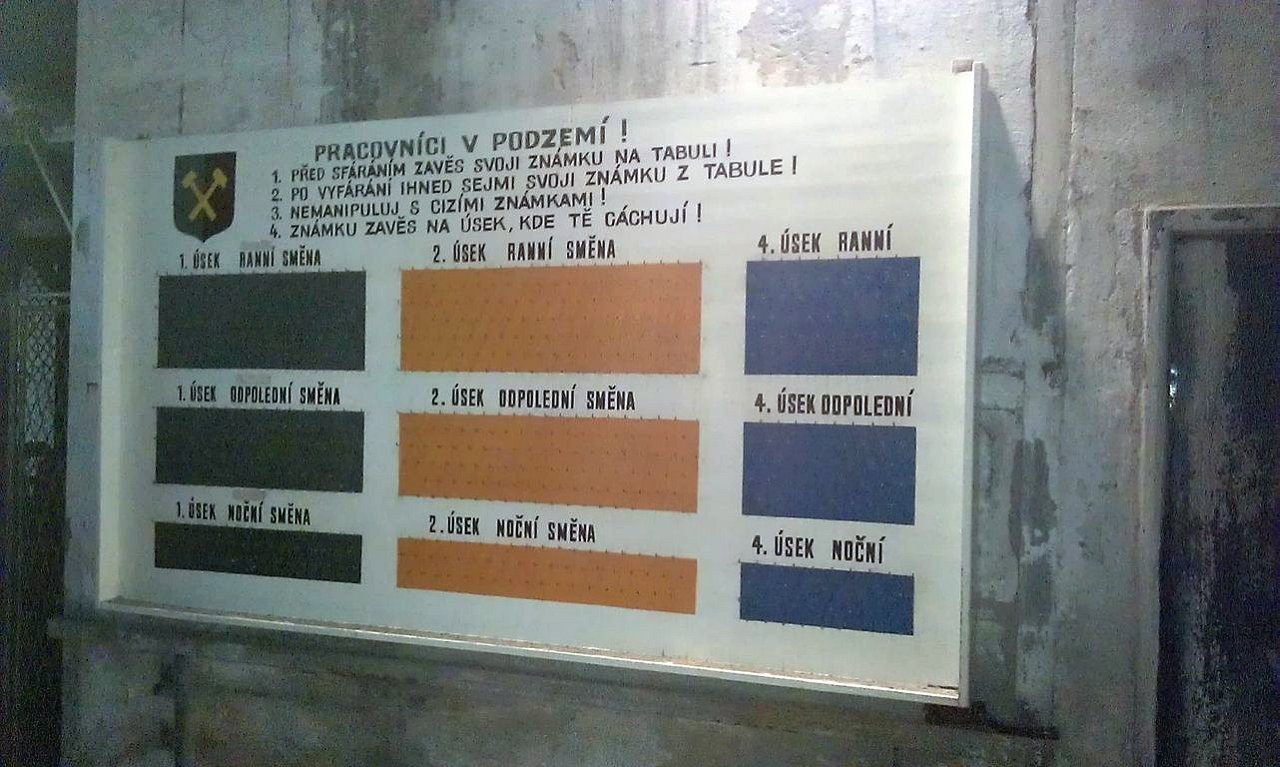 PRACOVNÍCI V PODZEMÍ !
1. PŘED SFÁRÁNÍM ZAVĚS SVOJI ZNÁMKU NA TABULI !
2. PO VYFÁRÁNÍ IHNED SEJMI SVOJI ZNÁMKU Z TABULE !
3. NEMANIPULUJ S CIZÍMI ZNÁMKAMI !
4. ZNÁMKU ZAVĚS NA ÚSEK, KDE TĚ CÁCHUJÍ !
1. ÚSEK RANNÍ SMĚNA
2. ÚSEK RANNÍ SMĚNA
4. ÚSEK RANNÍ
1. ÚSEK ODPOLEDNÍ SMĚNA
2. ÚSEK ODPOLEDNÍ SMĚNA
4. ÚSEK ODPOLEDNÍ
1. ÚSEK NOČNÍ SMĚNA
2. ÚSEK NOČNÍ SMĚNA
4. ÚSEK NOČNÍ